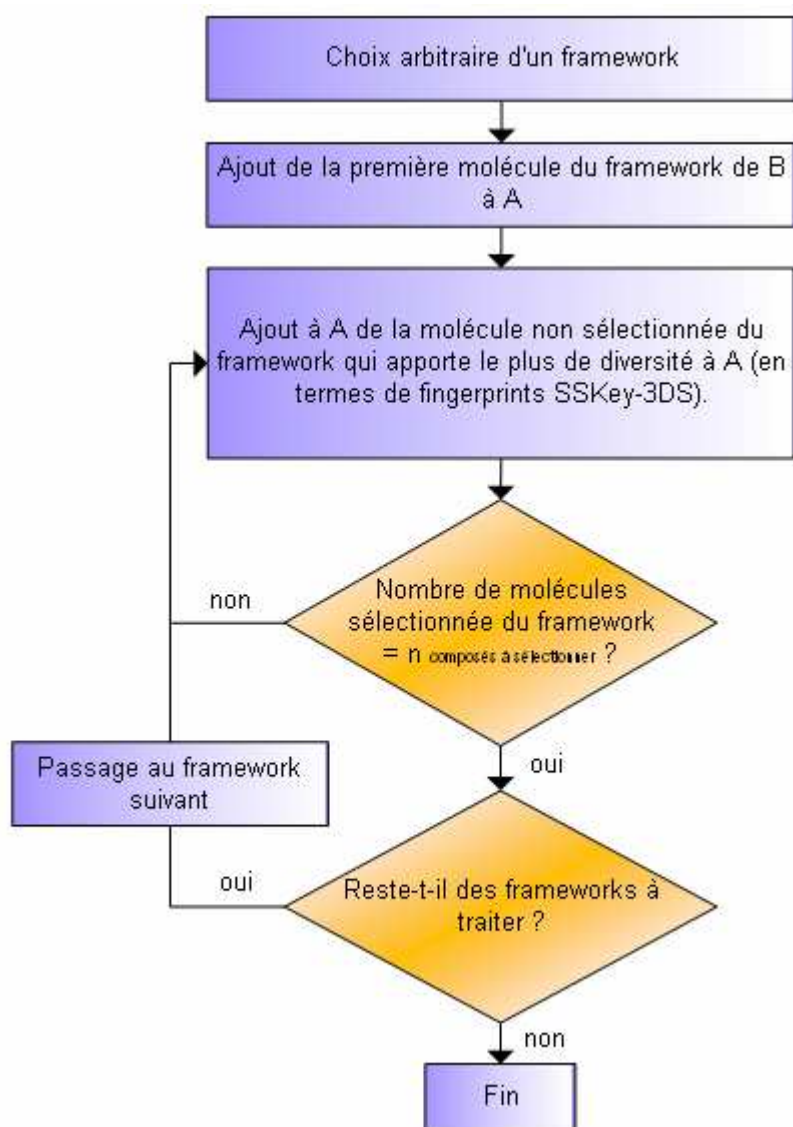 Choix arbitraire d'un framework
Ajout de la première molécule du framework de B
à A
Ajout à A de la molécule non sélectionnée du
framework qui apporte le plus de diversité à A (en
termes de fingerprints SSKey-3DS).
Nombre de molécules
sélectionnée du framework
= n composés à sélectionner ?
non
oui
Passage au framework
suivant
Reste-t-il des frameworks à
traiter ?
oui
non
Fin